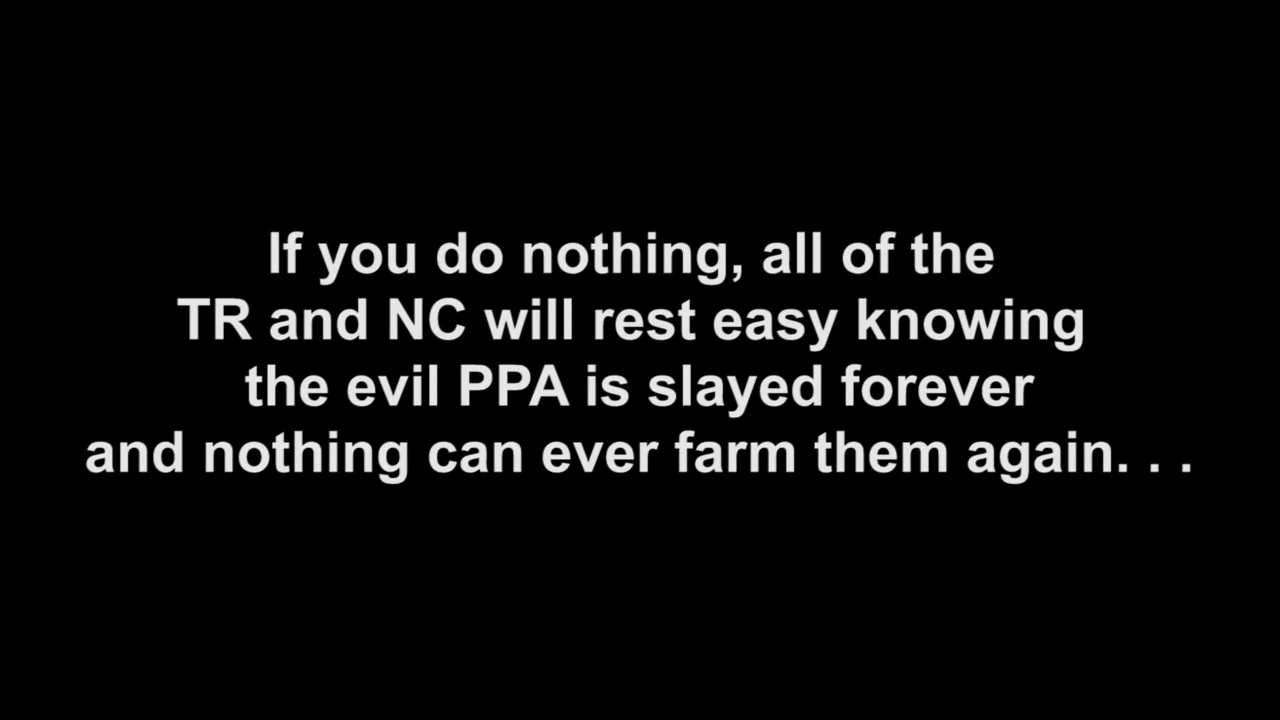 If you do nothing, all of the
TR and NC will rest easy knowing
the evil PPA is slayed forever
and nothing can ever farm them again. . .